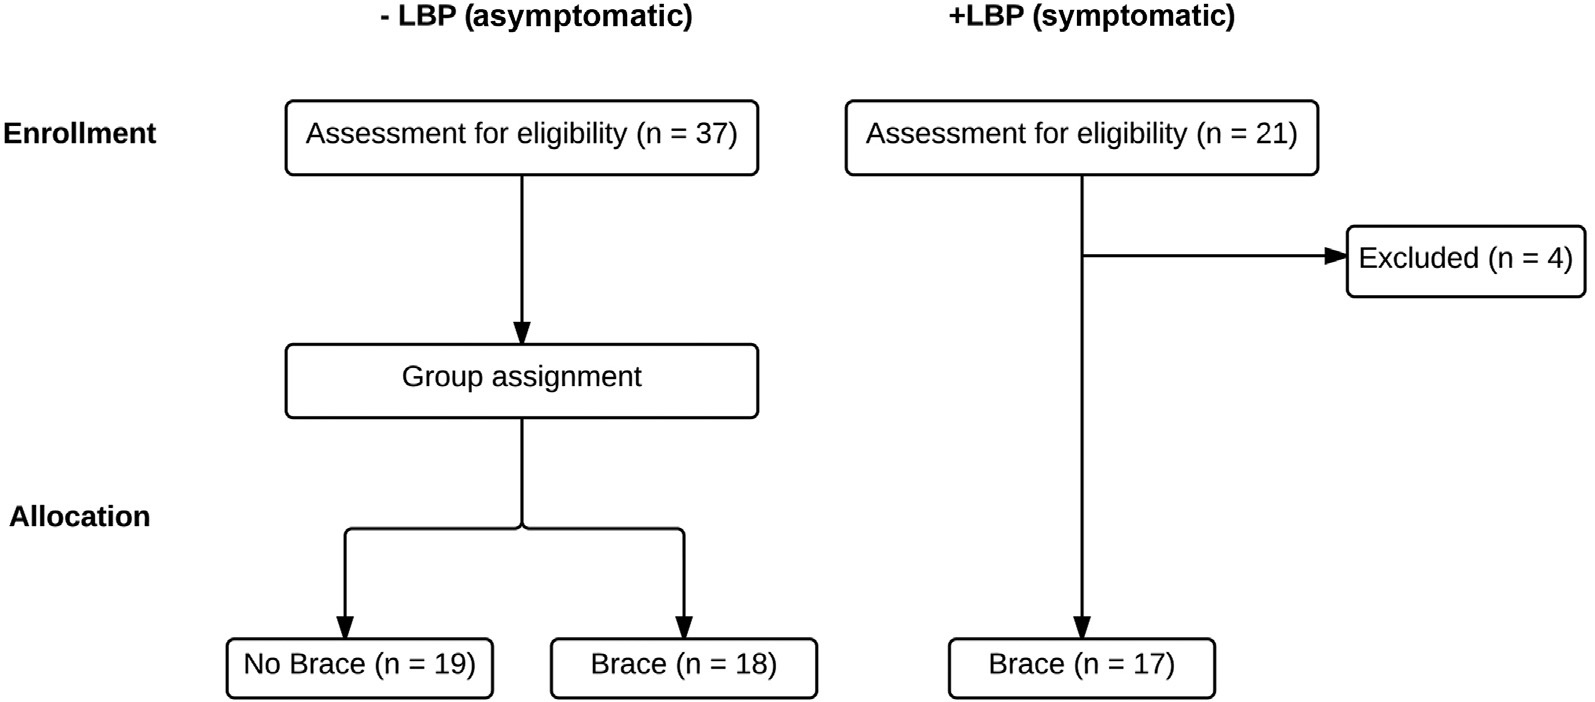 - LBP (asymptomatic)
+LBP (symptomatic)
Enrollment
Assessment for eligibility (n = 37)
Assessment for eligibility (n = 21)
Excluded (n = 4)
Group assignment
Allocation
No Brace (n = 19)
Brace (n = 18)
Brace (n = 17)